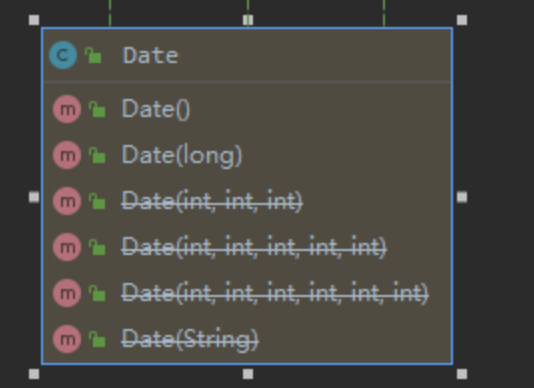 C Date
m Date()
m Date(long)
m Date(int, int, int)
m Date(int, int, int, int, int)
m Date(int, int, int, int, int, int)
m Date(String)